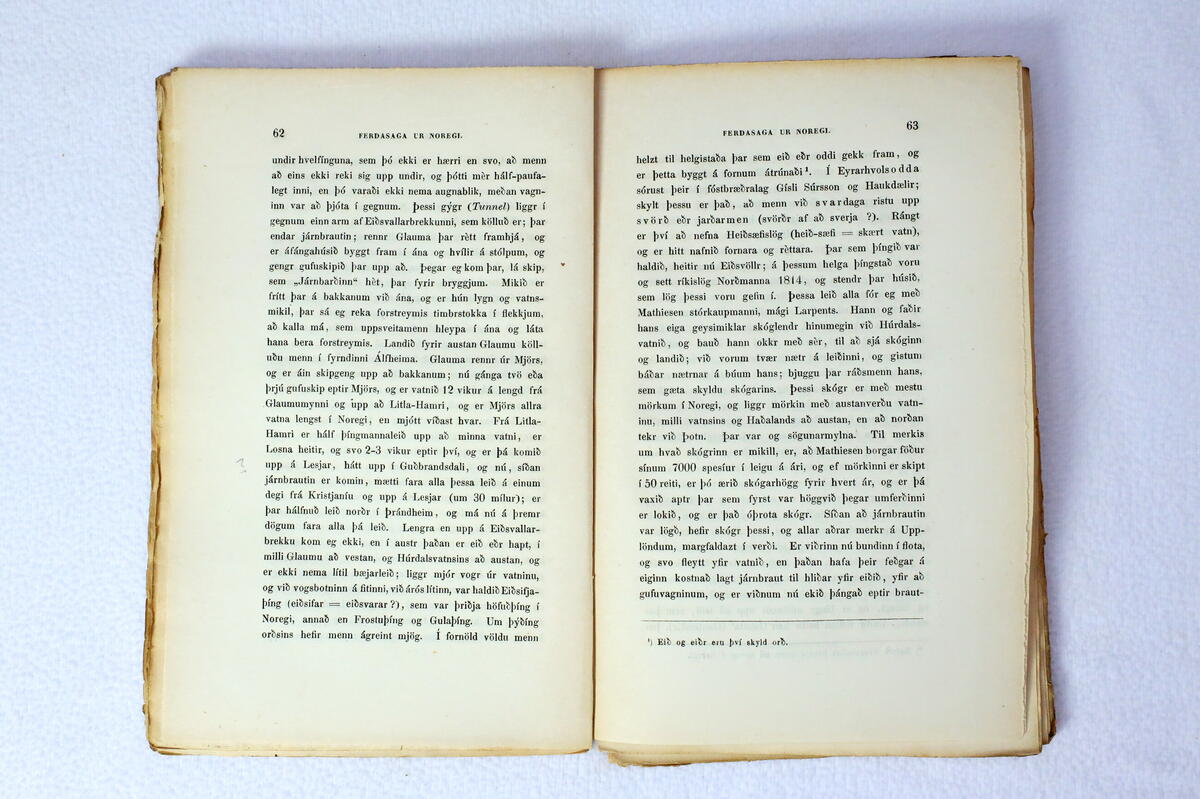 62
FERDASAGA UR NOREGI.
undir hvelfínguna, sem þó ekki er hærri en svo, að menn
að eins ekki reki sig upp undir, og þótti mèr hálf-paufa-
legt inni, en þó varaði ekki nema augnablik, meðan vagn-
inn var að þjóta í gegnum. Þessi gýgr (Tunnel) liggr í
gegnum einn arm af Eiðsvallarbrekkunni, sem kölluð er; þar
endar járnbrautin; rennr Glauma þar rètt framhjá, og
er áfángahúsið byggt fram í ána og hvílir á stólpum, og
gengr gufuskipið þar upp að. Þegar eg kom þar, lá skip,
sem „Járnbarðinn“ hèt, þar fyrir bryggjum. Mikið er
frítt þar á bakkanum við ána, og er hún lygn og vatns-
mikil, þar sá eg reka forstreymis timbrstokka í flekkjum,
að kalla má, sem uppsveitamenn hleypa í ána og láta
hana bera forstreymis. Landið fyrir austan Glaumu köll-
uðu menn í fyrndinni Álfheima. Glauma rennr úr Mjörs,
og er áin skipgeng upp að bakkanum; nú gánga tvö eða
þrjú gufuskip eptir Mjörs, og er vatnið 12 vikur á lengd frá
Glaumumynni og upp að Litla-Hamri, og er Mjörs allra
vatna lengst í Noregi, en mjótt víðast hvar. Frá Litla-
Hamri er hálf þíngmannaleið upp að minna vatni, er
Losna heitir, og svo 2-3 vikur eptir því, og er þá komið
upp á Lesjar, hátt upp í Guðbrandsdali, og nú, síðan
járnbrautin er komin, mætti fara alla þessa leið á einum
degi frá Kristjaníu og upp á Lesjar (um 30 mílur); er
þar hálfnuð leið norðr í Þrándheim, og má nú á þremr
dögum fara alla þá leið. Lengra en upp á Eiðsvallar-
brekku kom eg ekki, en í austr þaðan er eið eðr hapt, í
milli Glaumu að vestan, og Húrdalsvatnsins að austan, og
er ekki nema lítil bæjarleið; liggr mjór vogr úr vatninu,
og við vogsbotninn á fitinni, við árós lítinn, var haldið Eiðsifja-
þíng (eiðsifar = eiðsvarar?), sem var þriðja höfuðþíng í
Noregi, annað en Frostuþíng og Gulaþíng. Um þýðíng
orðsins hefir menn ágreint mjög. Í fornöld völdu menn
FERDASAGA UR NOREGI.
63
helzt til helgistaða þar sem eið eðr oddi gekk fram, og
er þetta byggt á fornum átrúnaði¹. Í Eyrarhvolsodda
sórust þeir í fóstbræðralag Gísli Súrsson og Haukdælir;
skylt þessu er það, að menn við svardaga ristu upp
svörð eðr jarðarmen (svörðr af að sverja ?). Rángt
er því að nefna Heiðsæfislög (heið-sæfi = skært vatn),
og er hitt nafnið fornara og rèttara. Þar sem þíngið var
haldið, heitir nú Eiðsvöllr; á þessum helga þíngstað voru
og sett ríkislög Norðmanna 1814, og stendr þar húsið,
sem lög þessi voru gefin í. Þessa leið alla fór eg með
Mathiesen stórkaupmanni, mági Larpents. Hann og faðir
hans eiga geysimiklar skóglendr hinumegin við Húrdals-
vatnið, og bauð hann okkr með sèr, til að sjá skóginn
og landið; við vorum tvær nætr á leiðinni, og gistum
báðar nætrnar á búum hans; bjuggu þar ráðsmenn hans,
sem gæta skyldu skógarins. Þessi skógr er með mestu
mörkum í Noregi, og liggr mörkin með austanverðu vatn-
inu, milli vatnsins og Haðalands að austan, en að norðan
tekr við Þotn. Þar var og sögunarmylna. Til merkis
um hvað skógrinn er mikill, er, að Mathiesen borgar föður
sínum 7000 spesíur í leigu á ári, og ef mörkinni er skipt
í 50 reiti, er þó ærið skógarhögg fyrir hvert ár, og er þá
vaxið aptr þar sem fyrst var höggvið þegar umferðinni
er lokið, og er það óþrota skógr. Síðan að járnbrautin
var lögð, hefir skógr þessi, og allar aðrar merkr á Upp-
löndum, margfaldazt í verði. Er viðrinn nú bundinn í flota,
og svo fleytt yfir vatnið, en þaðan hafa þeir feðgar á
eiginn kostnað lagt járnbraut til hliðar yfir eiðið, yfir að
gufuvagninum, og er viðnum nú ekið þángað eptir braut-
¹) Eið og eiðr eru því skyld orð.